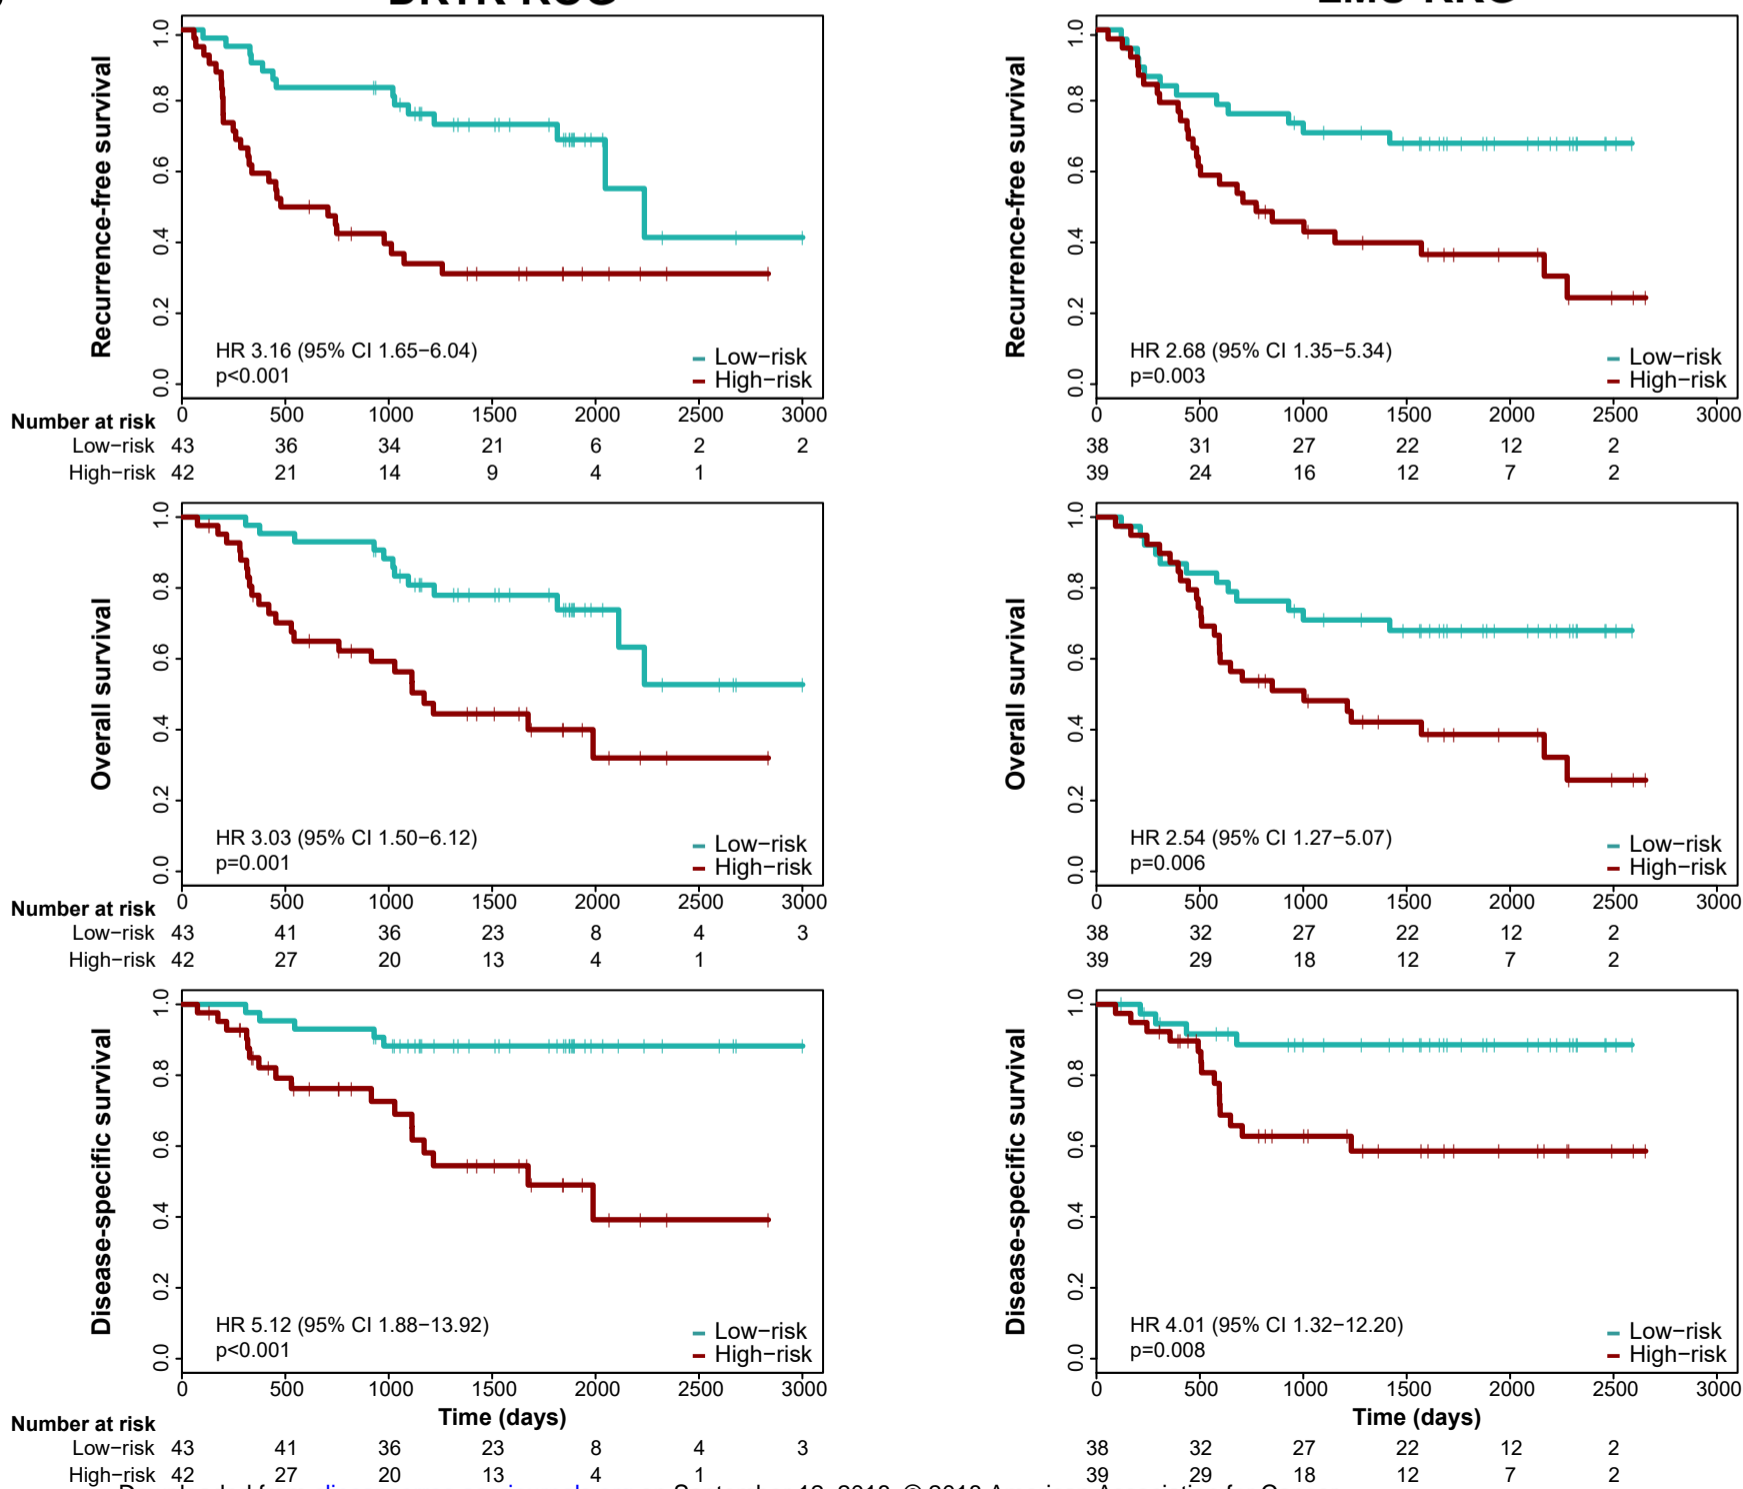 Recurrence-free survival
1.0
0.8
0.6
0.4
0.2
0.0
HR 3.16 (95% CI 1.65−6.04)
p<0.001
Low−risk
High−risk
0 500 1000 1500 2000 2500 3000
Number at risk
Low−risk 43 36 34 21 6 2 2
High−risk 42 21 14 9 4 1
Recurrence-free survival
1.0
0.8
0.6
0.4
0.2
0.0
HR 2.68 (95% CI 1.35−5.34)
p=0.003
Low−risk
High−risk
0 500 1000 1500 2000 2500 3000
38 31 27 22 12 2
39 24 16 12 7 2
Overall survival
1.0
0.8
0.6
0.4
0.2
0.0
HR 3.03 (95% CI 1.50−6.12)
p=0.001
Low−risk
High−risk
0 500 1000 1500 2000 2500 3000
Number at risk
Low−risk 43 41 36 23 8 4 3
High−risk 42 27 20 13 4 1
Overall survival
1.0
0.8
0.6
0.4
0.2
0.0
HR 2.54 (95% CI 1.27−5.07)
p=0.006
Low−risk
High−risk
0 500 1000 1500 2000 2500 3000
38 32 27 22 12 2
39 29 18 12 7 2
Disease-specific survival
1.0
0.8
0.6
0.4
0.2
0.0
HR 5.12 (95% CI 1.88−13.92)
p<0.001
Low−risk
High−risk
0 500 1000 1500 2000 2500 3000
Time (days)
Number at risk
Low−risk 43 41 36 23 8 4 3
High−risk 42 27 20 13 4 1
Disease-specific survival
1.0
0.8
0.6
0.4
0.2
0.0
HR 4.01 (95% CI 1.32−12.20)
p=0.008
Low−risk
High−risk
0 500 1000 1500 2000 2500 3000
Time (days)
38 32 27 22 12 2
39 29 18 12 7 2